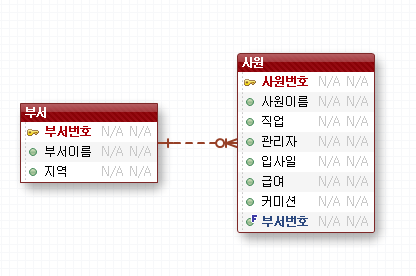 부서
부서번호 N/A N/A
부서이름 N/A N/A
지역 N/A N/A
사원
사원번호 N/A N/A
사원이름 N/A N/A
직업 N/A N/A
관리자 N/A N/A
입사일 N/A N/A
급여 N/A N/A
커미션 N/A N/A
F 부서번호 N/A N/A